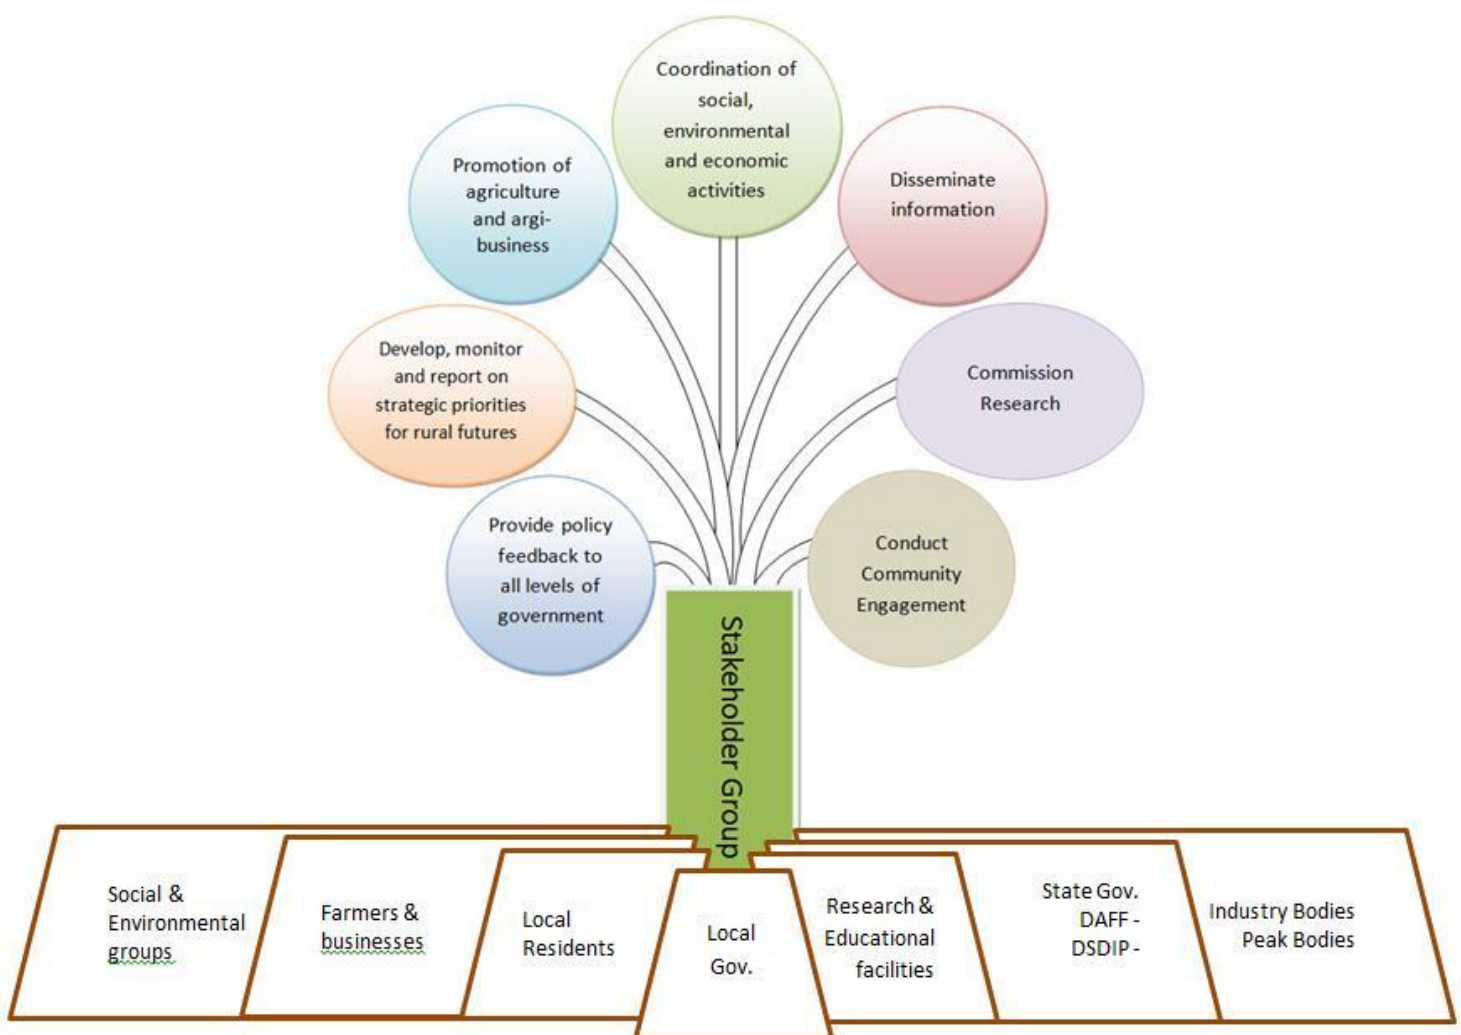 Coordination of
social,
environmental
and economic
activities
Promotion of
agriculture
and argi-
business
Disseminate
information
Develop, monitor
and report on
strategic priorities
for rural futures
Commission
Research
Provide policy
feedback to
all levels of
government
Conduct
Community
Engagement
Stakeholder Group
Social &
Environmental
groups
Farmers &
businesses
Local
Residents
Local
Gov.
Research &
Educational
facilities
State Gov.
DAFF -
DSDIP -
Industry Bodies
Peak Bodies